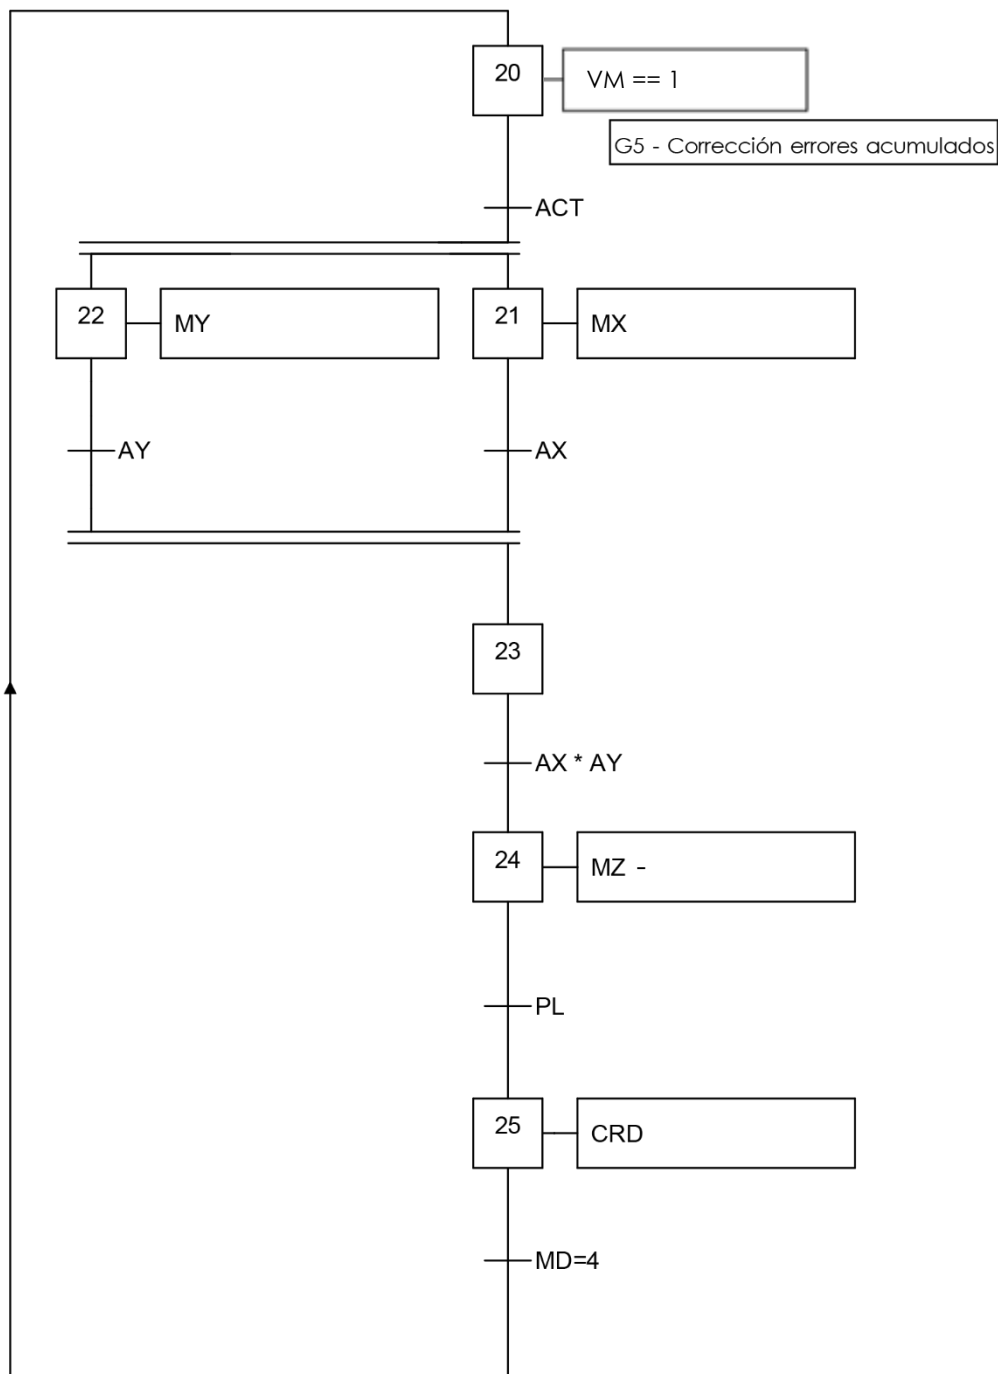 20
VM == 1
G5 - Corrección errores acumulados
ACT
22
MY
21
MX
AY
AX
23
AX * AY
24
MZ -
PL
25
CRD
MD=4